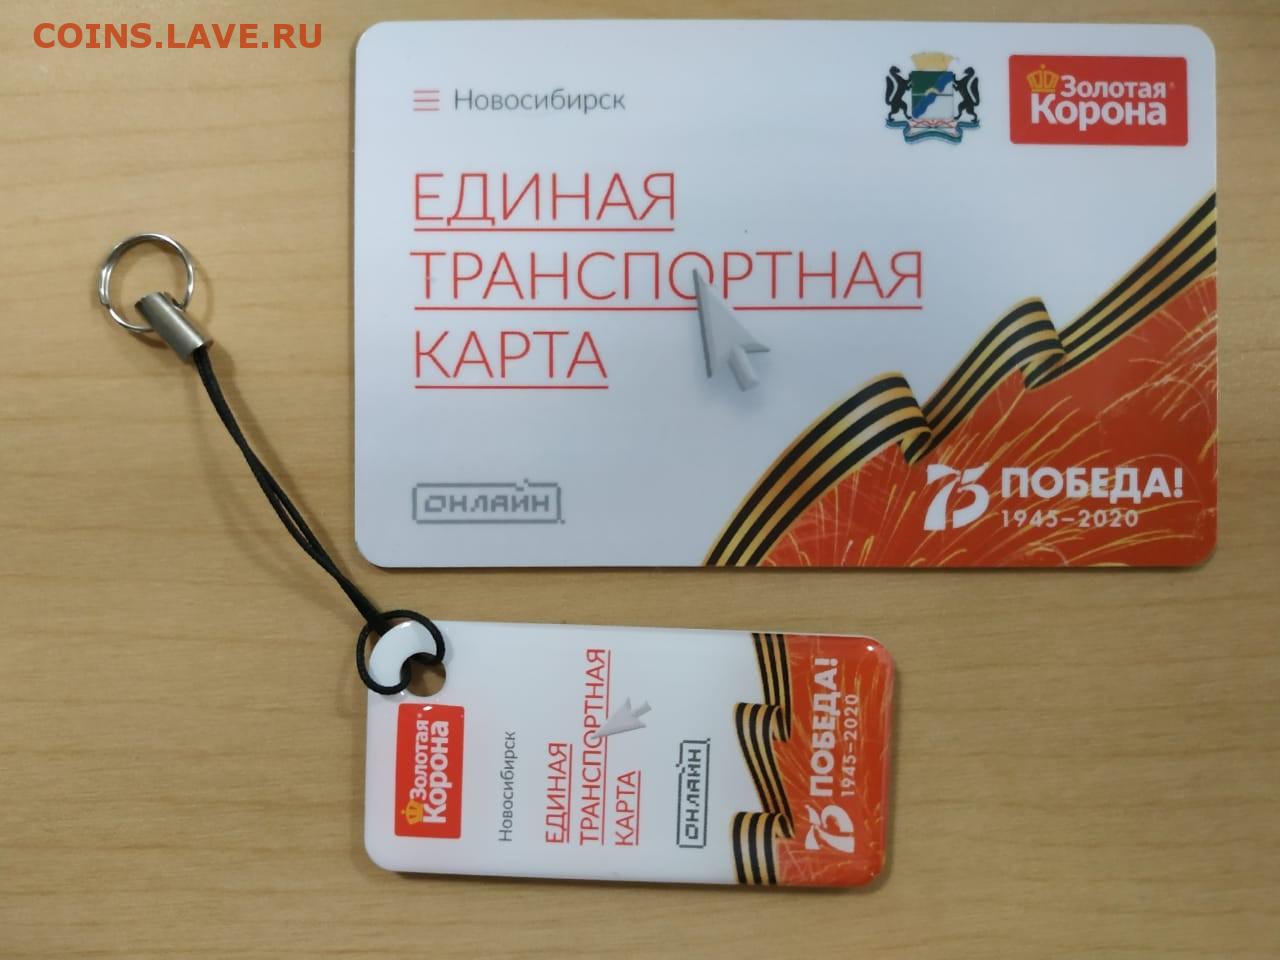 COINS.LAVE.RU
Новосибирск
Золотая
Корона
ЕДИНАЯ
ТРАНСПОРТНАЯ
КАРТА
ОНЛАЙН
75 ПОБЕДА!
1945–2020
Золотая
Корона
Новосибирск
ЕДИНАЯ
ТРАНСПОРТНАЯ
КАРТА
ОНЛАЙН
75 ПОБЕДА!
1945–2020